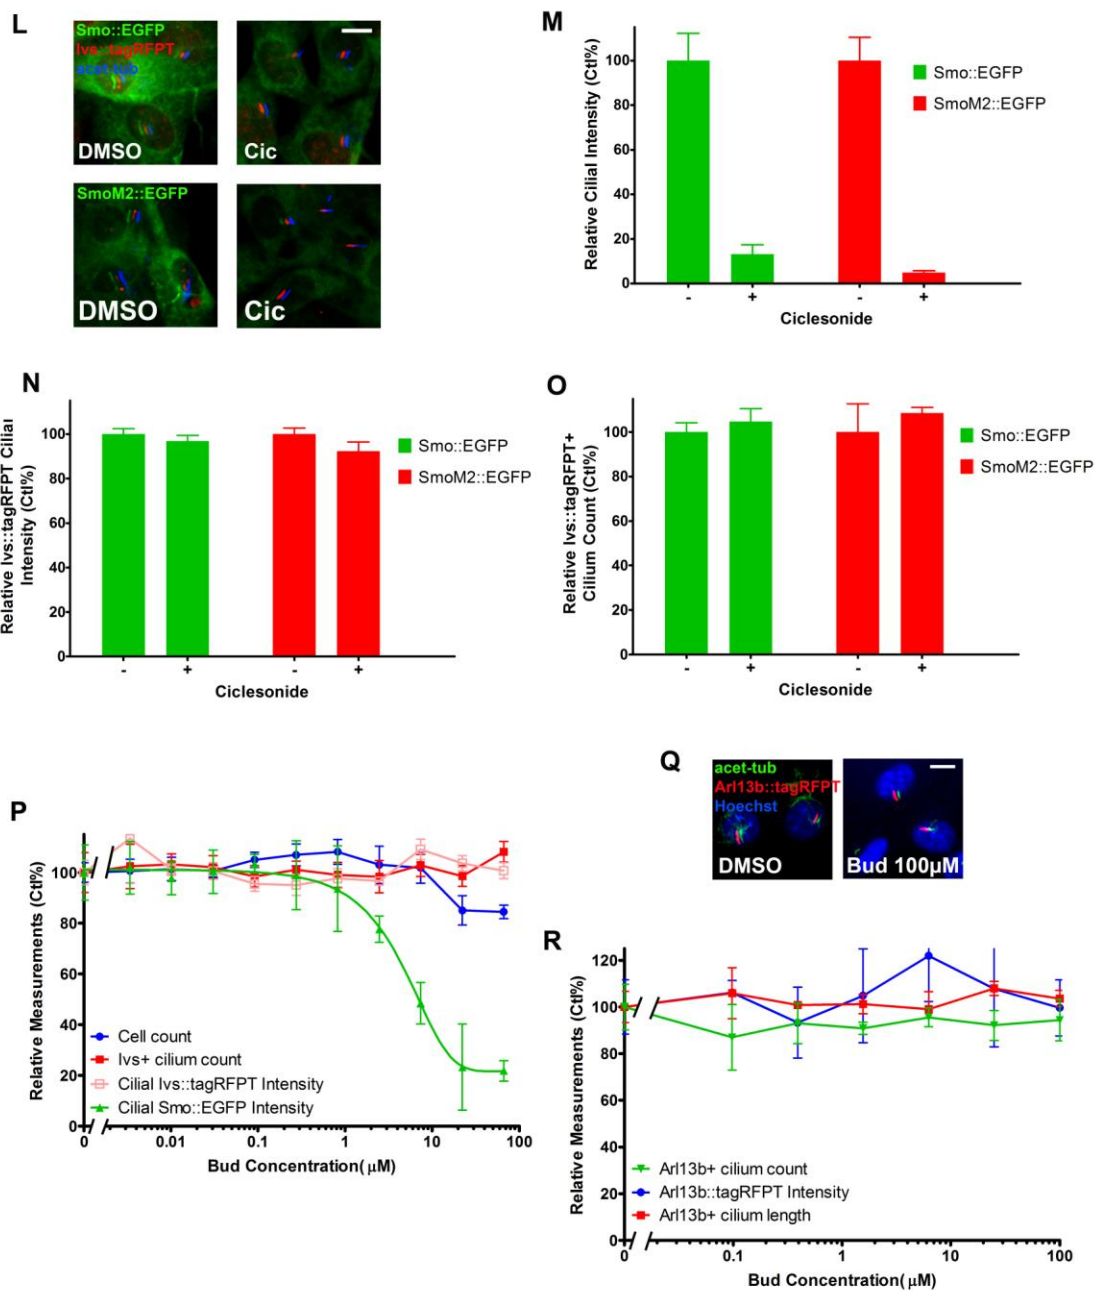 L
Smo::EGFP
Ivs::tagRFPT
acet-tub
DMSO
Cic
SmoM2::EGFP
DMSO
Cic
M
Relative Cilial Intensity (Ctl%)
100
80
60
40
20
0
-
+
-
+
Ciclesonide
Smo::EGFP
SmoM2::EGFP
N
Relative Ivs::tagRFPT Cilial
Intensity (Ctl%)
100
80
60
40
20
0
-
+
-
+
Ciclesonide
Smo::EGFP
SmoM2::EGFP
O
Relative Ivs::tagRFPT+
Cilium Count (Ctl%)
100
80
60
40
20
0
-
+
-
+
Ciclesonide
Smo::EGFP
SmoM2::EGFP
P
Relative Measurements (Ctl%)
100
80
60
40
20
0
Cell count
Ivs+ cilium count
Cilial Ivs::tagRFPT Intensity
Cilial Smo::EGFP Intensity
0
0.01
0.1
1
10
100
Bud Concentration( μM)
Q
acet-tub
Arl13b::tagRFPT
Hoechst
DMSO
Bud 100μM
R
Relative Measurements (Ctl%)
120
100
80
60
40
20
0
Arl13b+ cilium count
Arl13b::tagRFPT Intensity
Arl13b+ cilium length
0
0.1
1
10
100
Bud Concentration( μM)